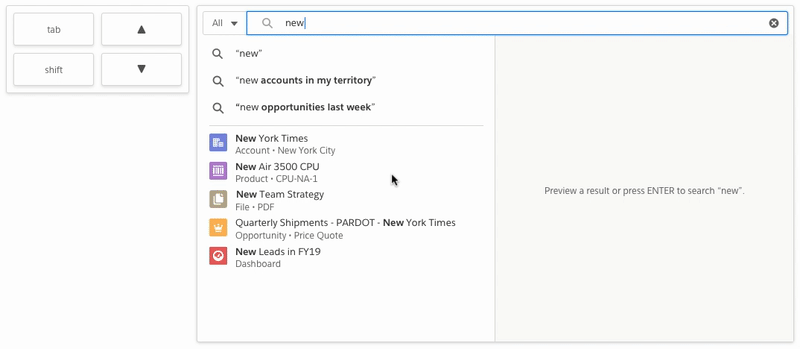 tab
shift
All
new
“new”
“new accounts in my territory”
“new opportunities last week”
New York Times
Account • New York City
New Air 3500 CPU
Product • CPU-NA-1
New Team Strategy
File • PDF
Quarterly Shipments - PARDOT - New York Times
Opportunity • Price Quote
New Leads in FY19
Dashboard
Preview a result or press ENTER to search “new”.